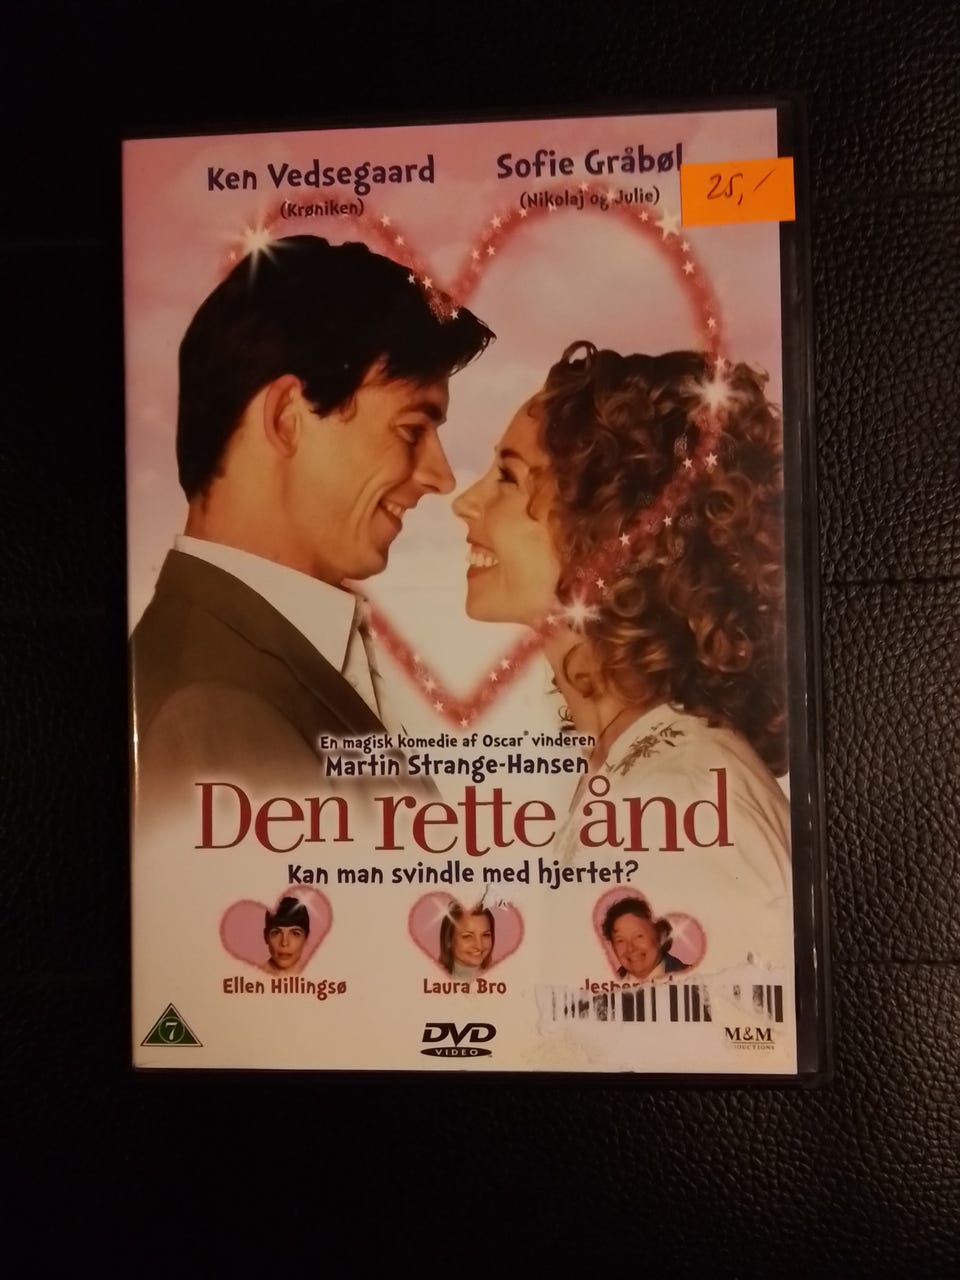 Ken Vedsegaard
(Krøniken)
Sofie Gråbøl
(Nikolaj og Julie)
25,-
En magisk komedie af Oscar® vinderen
Martin Strange-Hansen
Den rette ånd
Kan man svindle med hjertet?
Ellen Hillingsø
Laura Bro
Jesper
7
DVD
VIDEO
M&M